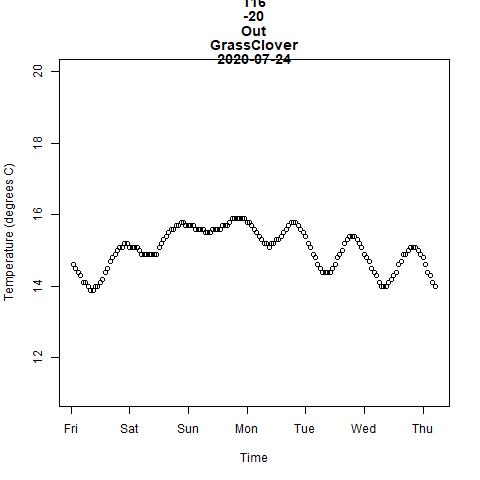 T16
-20
Out
GrassClover
2020-07-24
Temperature (degrees C)
20
18
16
14
12
Fri Sat Sun Mon Tue Wed Thu
Time